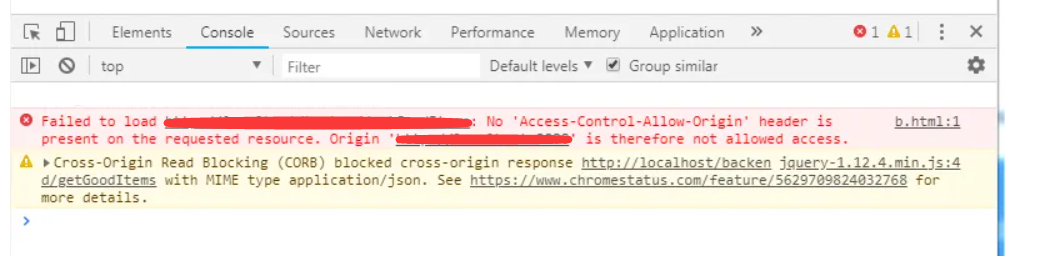 Elements Console Sources Network Performance Memory Application » 1 1
top Filter Default levels Group similar
Failed to load : No 'Access-Control-Allow-Origin' header is b.html:1
present on the requested resource. Origin ' ' is therefore not allowed access.
Cross-Origin Read Blocking (CORB) blocked cross-origin response http://localhost/backen jquery-1.12.4.min.js:4
d/getGoodItems with MIME type application/json. See https://www.chromestatus.com/feature/5629709824032768 for
more details.